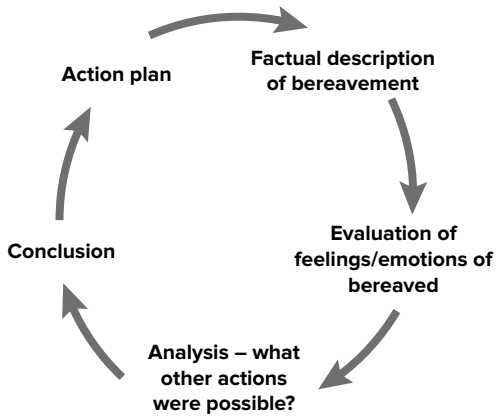 Factual description
of bereavement
Evaluation of
feelings/emotions of
bereaved
Analysis – what
other actions
were possible?
Conclusion
Action plan